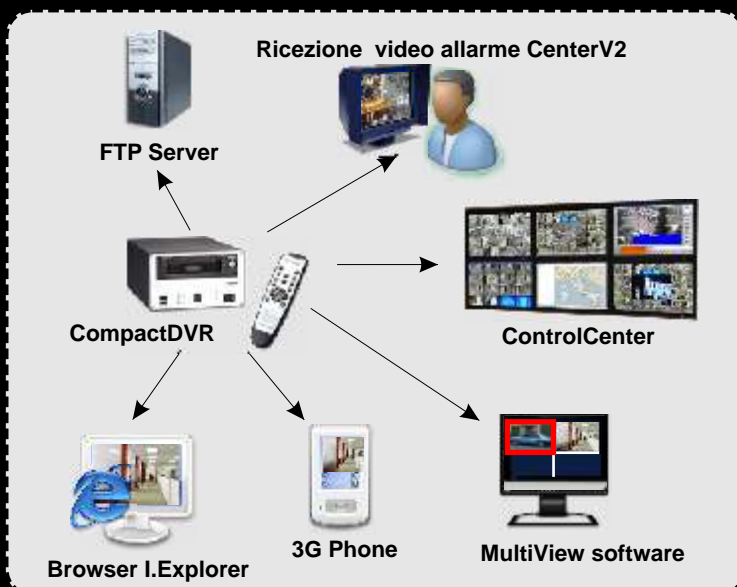 Ricezione video allarme CenterV2
FTP Server
CompactDVR
ControlCenter
Browser I.Explorer
3G Phone
MultiView software